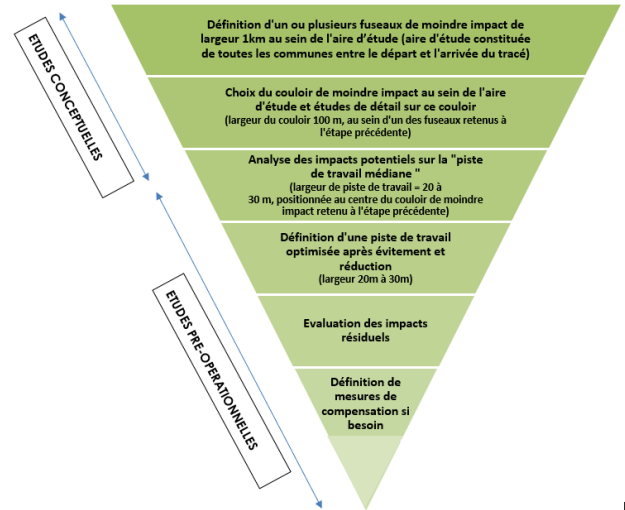 Définition d'un ou plusieurs fuseaux de moindre impact de
largeur 1km au sein de l'aire d'étude (aire d'étude constituée
de toutes les communes entre le départ et l'arrivée du tracé)
Choix du couloir de moindre impact au sein de l'aire
d'étude et études de détail sur ce couloir
(largeur du couloir 100 m, au sein d'un des fuseaux retenus à
l'étape précédente)
Analyse des impacts potentiels sur la "piste
de travail médiane "
(largeur de piste de travail = 20 à
30 m, positionnée au centre du couloir de moindre
impact retenu à l'étape précédente)
Définition d'une piste de travail
optimisée après évitement et
réduction
(largeur 20m à 30m)
Evaluation des impacts
résiduels
Définition de
mesures de
compensation si
besoin
ETUDES CONCEPTUELLES
ETUDES PRE-OPERATIONNELLES